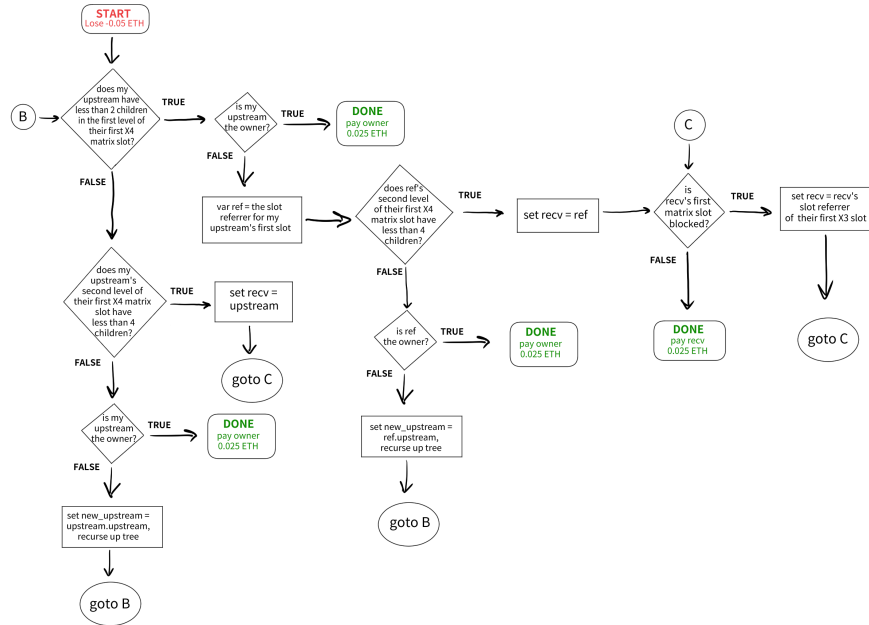 START
Lose -0.05 ETH
B
does my
upstream have
less than 2 children
in the first level of
their first X4
matrix slot?
TRUE
FALSE
is my
upstream
the owner?
TRUE
FALSE
DONE
pay owner
0.025 ETH
var ref = the slot
referrer for my
upstream's first slot
does ref's
second level
of their first X4
matrix slot have
less than 4
children?
TRUE
FALSE
set recv = ref
C
is
recv's first
matrix slot
blocked?
TRUE
FALSE
set recv = recv's
slot referrer
of their first X3 slot
goto C
DONE
pay recv
0.025 ETH
does my
upstream's
second level of
their first X4 matrix
slot have
less than 4
children?
TRUE
FALSE
set recv =
upstream
goto C
is ref
the owner?
TRUE
FALSE
DONE
pay owner
0.025 ETH
set new_upstream =
ref.upstream,
recurse up tree
goto B
is my
upstream
the owner?
TRUE
FALSE
DONE
pay owner
0.025 ETH
set new_upstream =
upstream.upstream,
recurse up tree
goto B